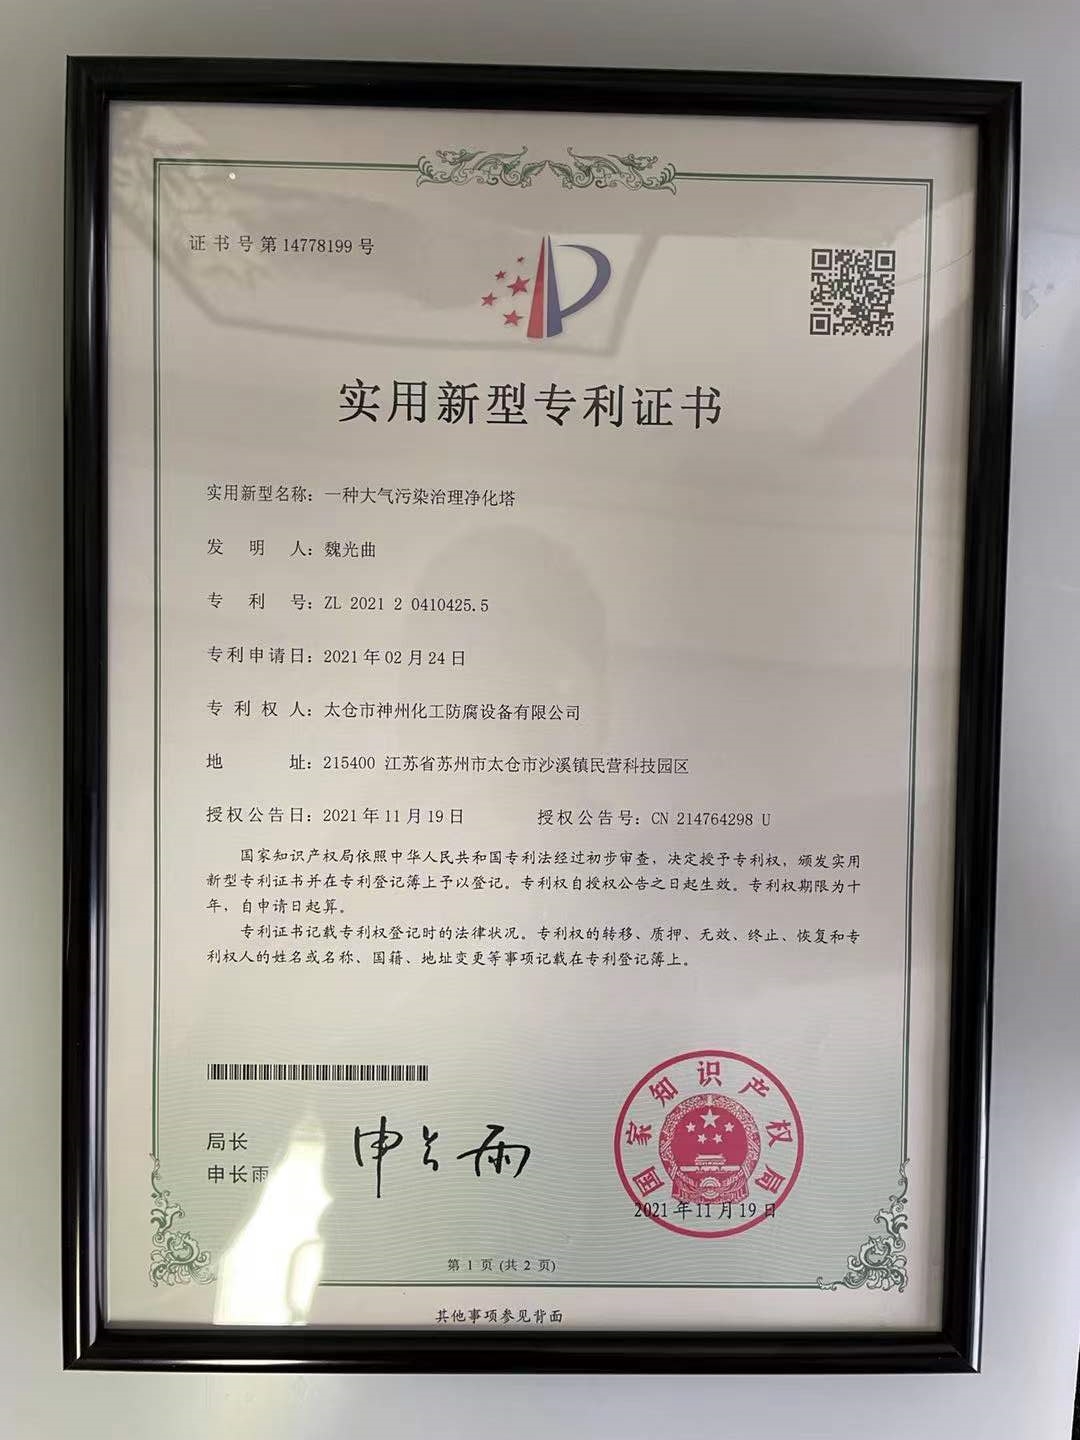 证书号第14778199号
实用新型专利证书
实用新型名称：一种大气污染治理净化塔
发明人：魏光曲
专利号：ZL 2021 2 0410425.5
专利申请日：2021年02月24日
专利权人：太仓市神州化工防腐设备有限公司
地址：215400 江苏省苏州市太仓市沙溪镇民营科技园区
授权公告日：2021年11月19日 授权公告号：CN 214764298 U
国家知识产权局依照中华人民共和国专利法经过初步审查，决定授予专利权，颁发实用
新型专利证书并在专利登记簿上予以登记。专利权自授权公告之日起生效。专利权期限为十
年，自申请日起算。
专利证书记载专利权登记时的法律状况。专利权的转移、质押、无效、终止、恢复和专
利权人的姓名或名称、国籍、地址变更等事项记载在专利登记簿上。
局长
申长雨
申长雨
国家知识产权局
2021年11月19日
第 1 页 (共 2 页)
其他事项参见背面